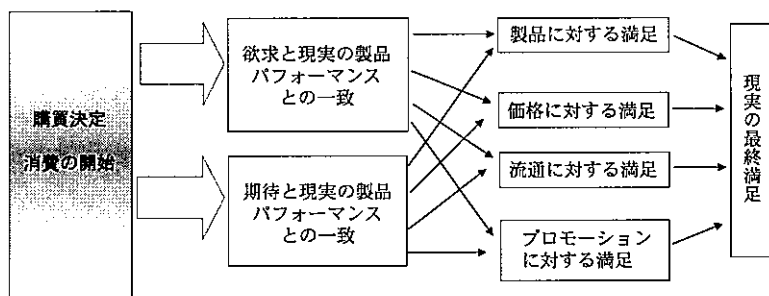 購買決定
消費の開始
欲求と現実の製品
パフォーマンス
との一致
期待と現実の製品
パフォーマンス
との一致
製品に対する満足
価格に対する満足
流通に対する満足
プロモーション
に対する満足
現実の最終満足